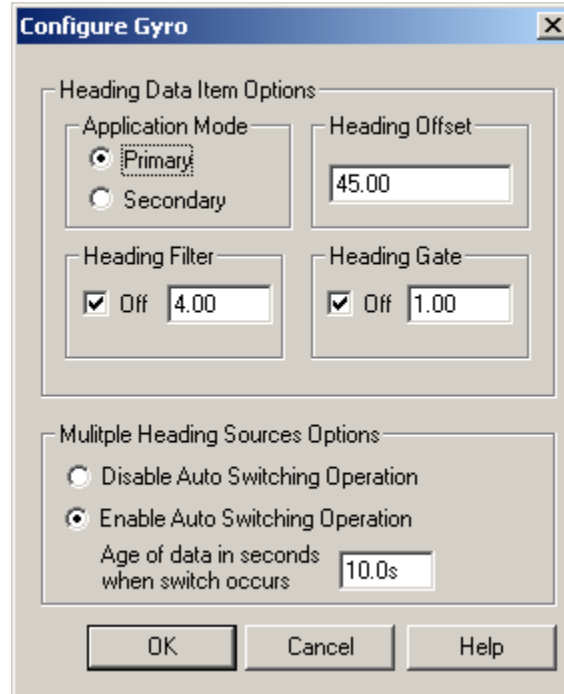 Configure Gyro
Heading Data Item Options
Application Mode
Primary
Secondary
Heading Offset
45.00
Heading Filter
Off 4.00
Heading Gate
Off 1.00
Mulitple Heading Sources Options
Disable Auto Switching Operation
Enable Auto Switching Operation
Age of data in seconds
when switch occurs
10.0s
OK Cancel Help